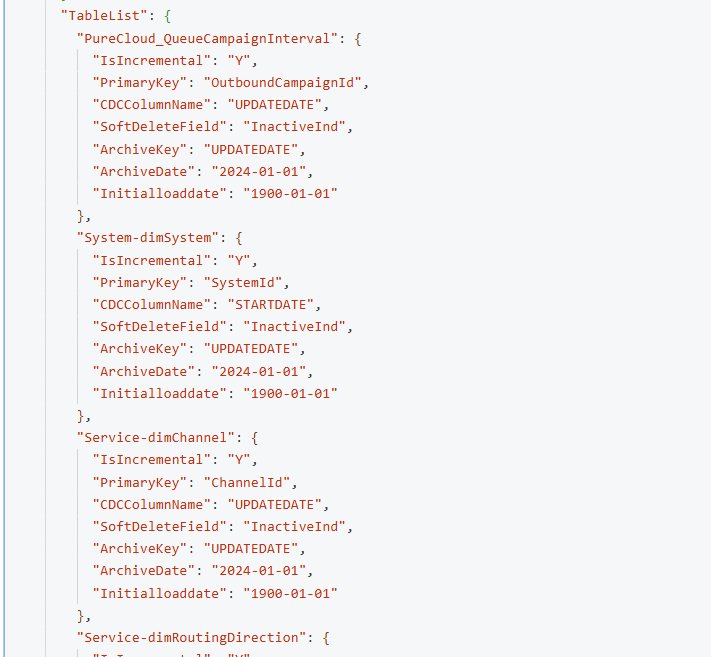 "TableList": {
"PureCloud_QueueCampaignInterval": {
"IsIncremental": "Y",
"PrimaryKey": "OutboundCampaignId",
"CDCColumnName": "UPDATEDATE",
"SoftDeleteField": "InactiveInd",
"ArchiveKey": "UPDATEDATE",
"ArchiveDate": "2024-01-01",
"Initialloaddate": "1900-01-01"
},
"System-dimSystem": {
"IsIncremental": "Y",
"PrimaryKey": "SystemId",
"CDCColumnName": "STARTDATE",
"SoftDeleteField": "InactiveInd",
"ArchiveKey": "UPDATEDATE",
"ArchiveDate": "2024-01-01",
"Initialloaddate": "1900-01-01"
},
"Service-dimChannel": {
"IsIncremental": "Y",
"PrimaryKey": "ChannelId",
"CDCColumnName": "UPDATEDATE",
"SoftDeleteField": "InactiveInd",
"ArchiveKey": "UPDATEDATE",
"ArchiveDate": "2024-01-01",
"Initialloaddate": "1900-01-01"
},
"Service-dimRoutingDirection": {